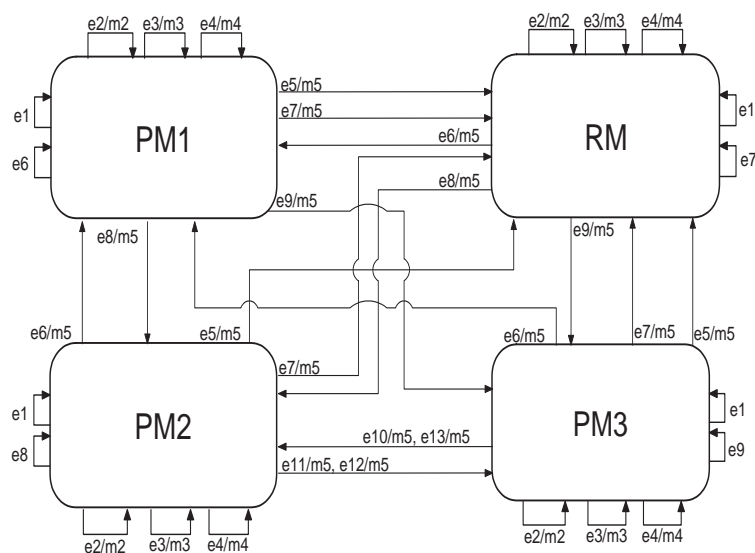 e2/m2 e3/m3 e4/m4
e2/m2 e3/m3 e4/m4
e5/m5
e1
e7/m5
e1
PM1
RM
e6/m5
e6
e7
e8/m5
e9/m5
e8/m5
e9/m5
e6/m5
e5/m5
e6/m5
e7/m5
e5/m5
e7/m5
e1
e1
PM2
PM3
e10/m5, e13/m5
e8
e9
e11/m5, e12/m5
e2/m2 e3/m3 e4/m4
e2/m2 e3/m3 e4/m4